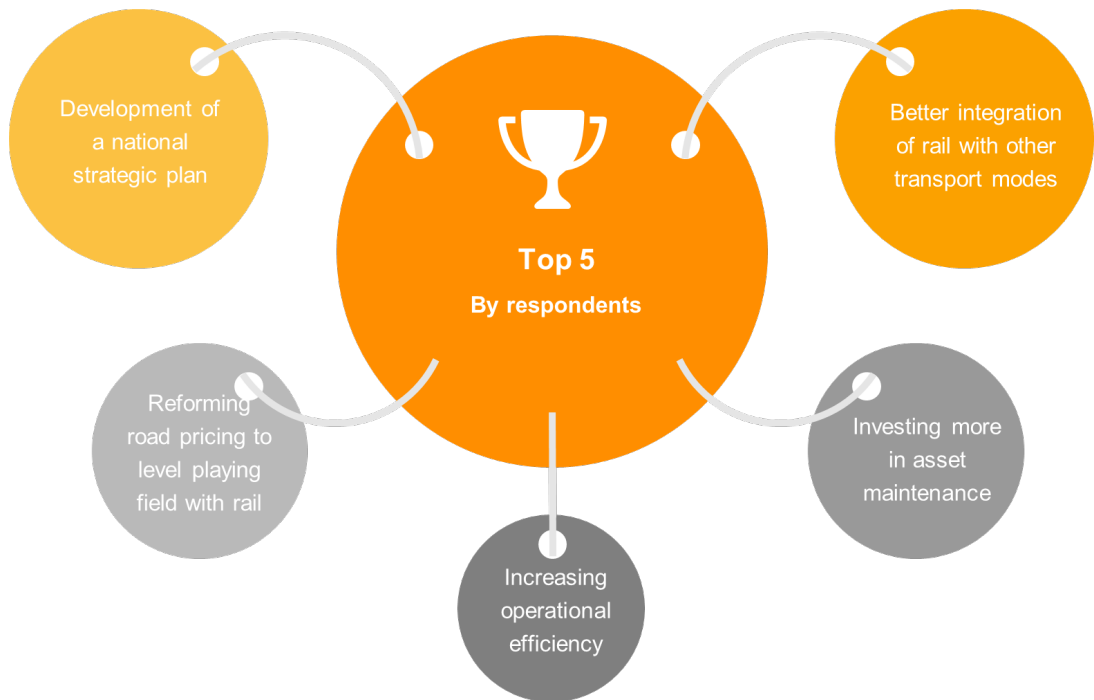 Development of
a national
strategic plan
Top 5
By respondents
Better integration
of rail with other
transport modes
Reforming
road pricing to
level playing
field with rail
Increasing
operational
efficiency
Investing more
in asset
maintenance